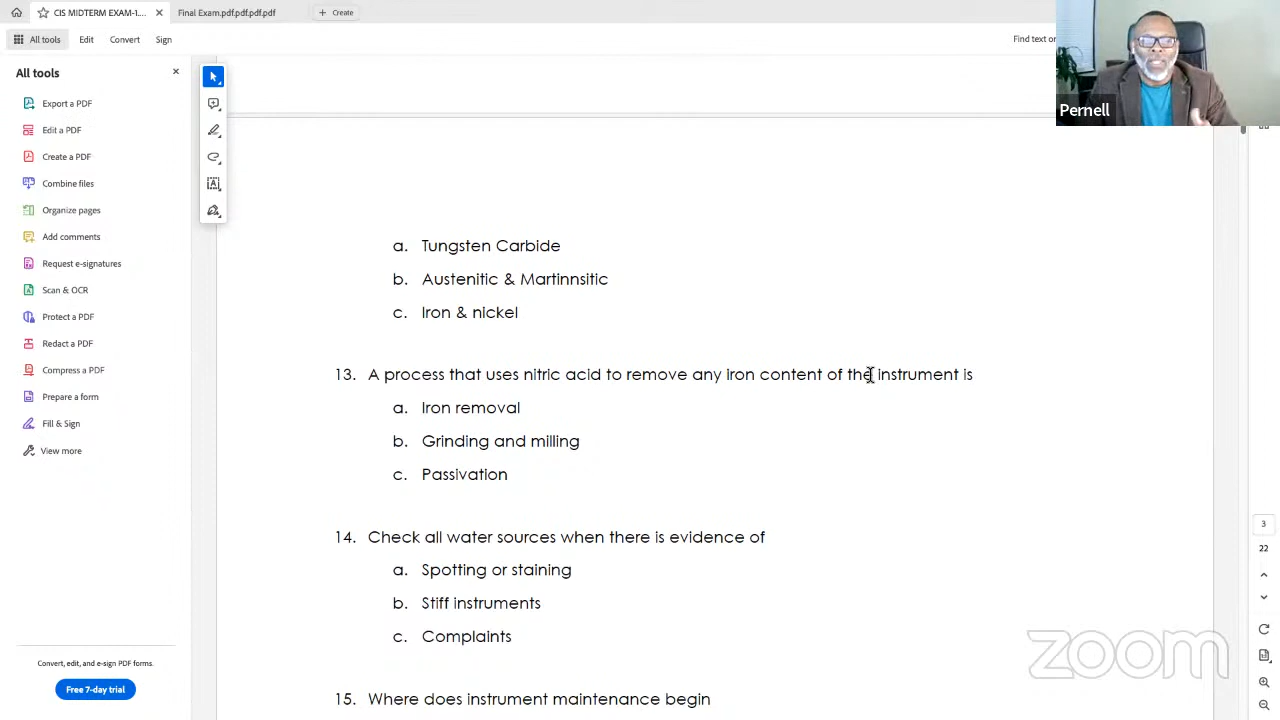 CIS MIDTERM EXAM-1....
Final Exam.pdf.pdf.pdf.pdf
+ Create
All tools
Edit
Convert
Sign
Find text or
All tools
Export a PDF
Edit a PDF
Create a PDF
Combine files
Organize pages
Add comments
Request e-signatures
Scan & OCR
Protect a PDF
Redact a PDF
Compress a PDF
Prepare a form
Fill & Sign
View more
Convert, edit, and e-sign PDF forms.
Free 7-day trial
Pernell
a. Tungsten Carbide
b. Austenitic & Martinnsitic
c. Iron & nickel
13. A process that uses nitric acid to remove any iron content of the instrument is
a. Iron removal
b. Grinding and milling
c. Passivation
14. Check all water sources when there is evidence of
a. Spotting or staining
b. Stiff instruments
c. Complaints
15. Where does instrument maintenance begin
3
22
zoom